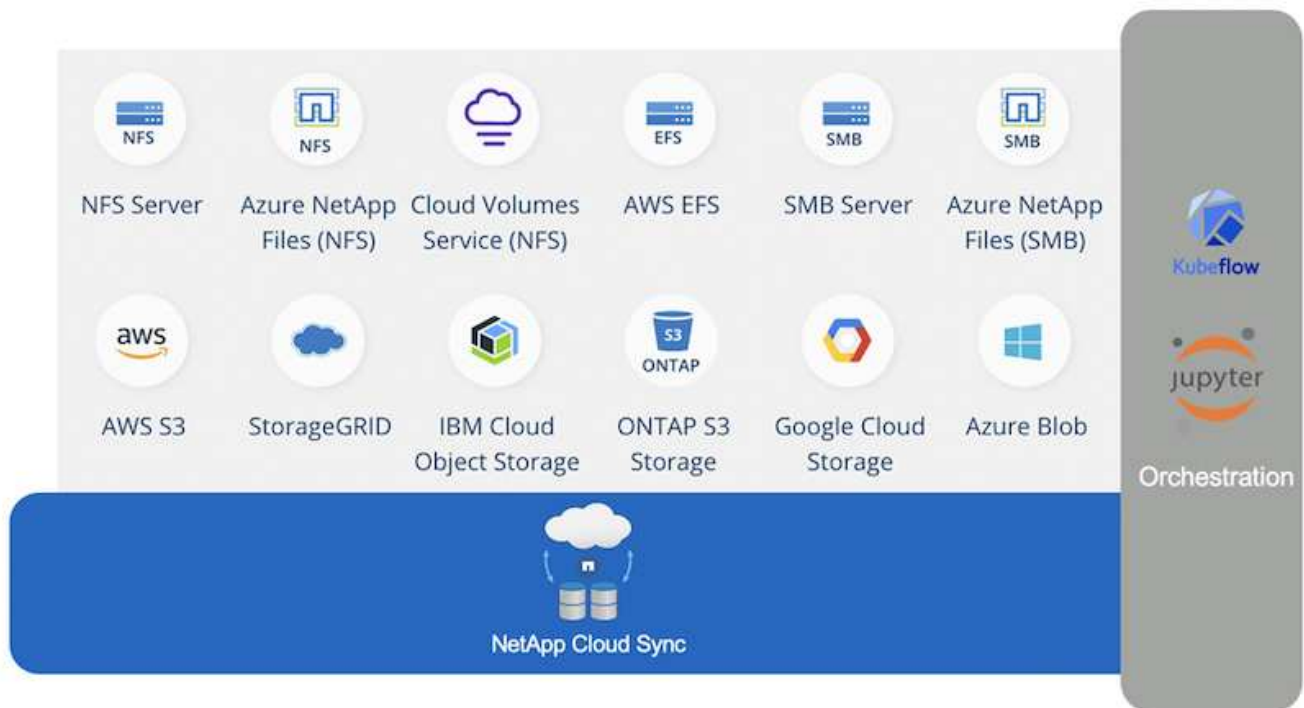 NFS
NFS
EFS
SMB
SMB
NFS Server
Azure NetApp
Files (NFS)
Cloud Volumes
Service (NFS)
AWS EFS
SMB Server
Azure NetApp
Files (SMB)
aws
S3
ONTAP
AWS S3
StorageGRID
IBM Cloud
Object Storage
ONTAP S3
Storage
Google Cloud
Storage
Azure Blob
NetApp Cloud Sync
Kubeflow
jupyter
Orchestration